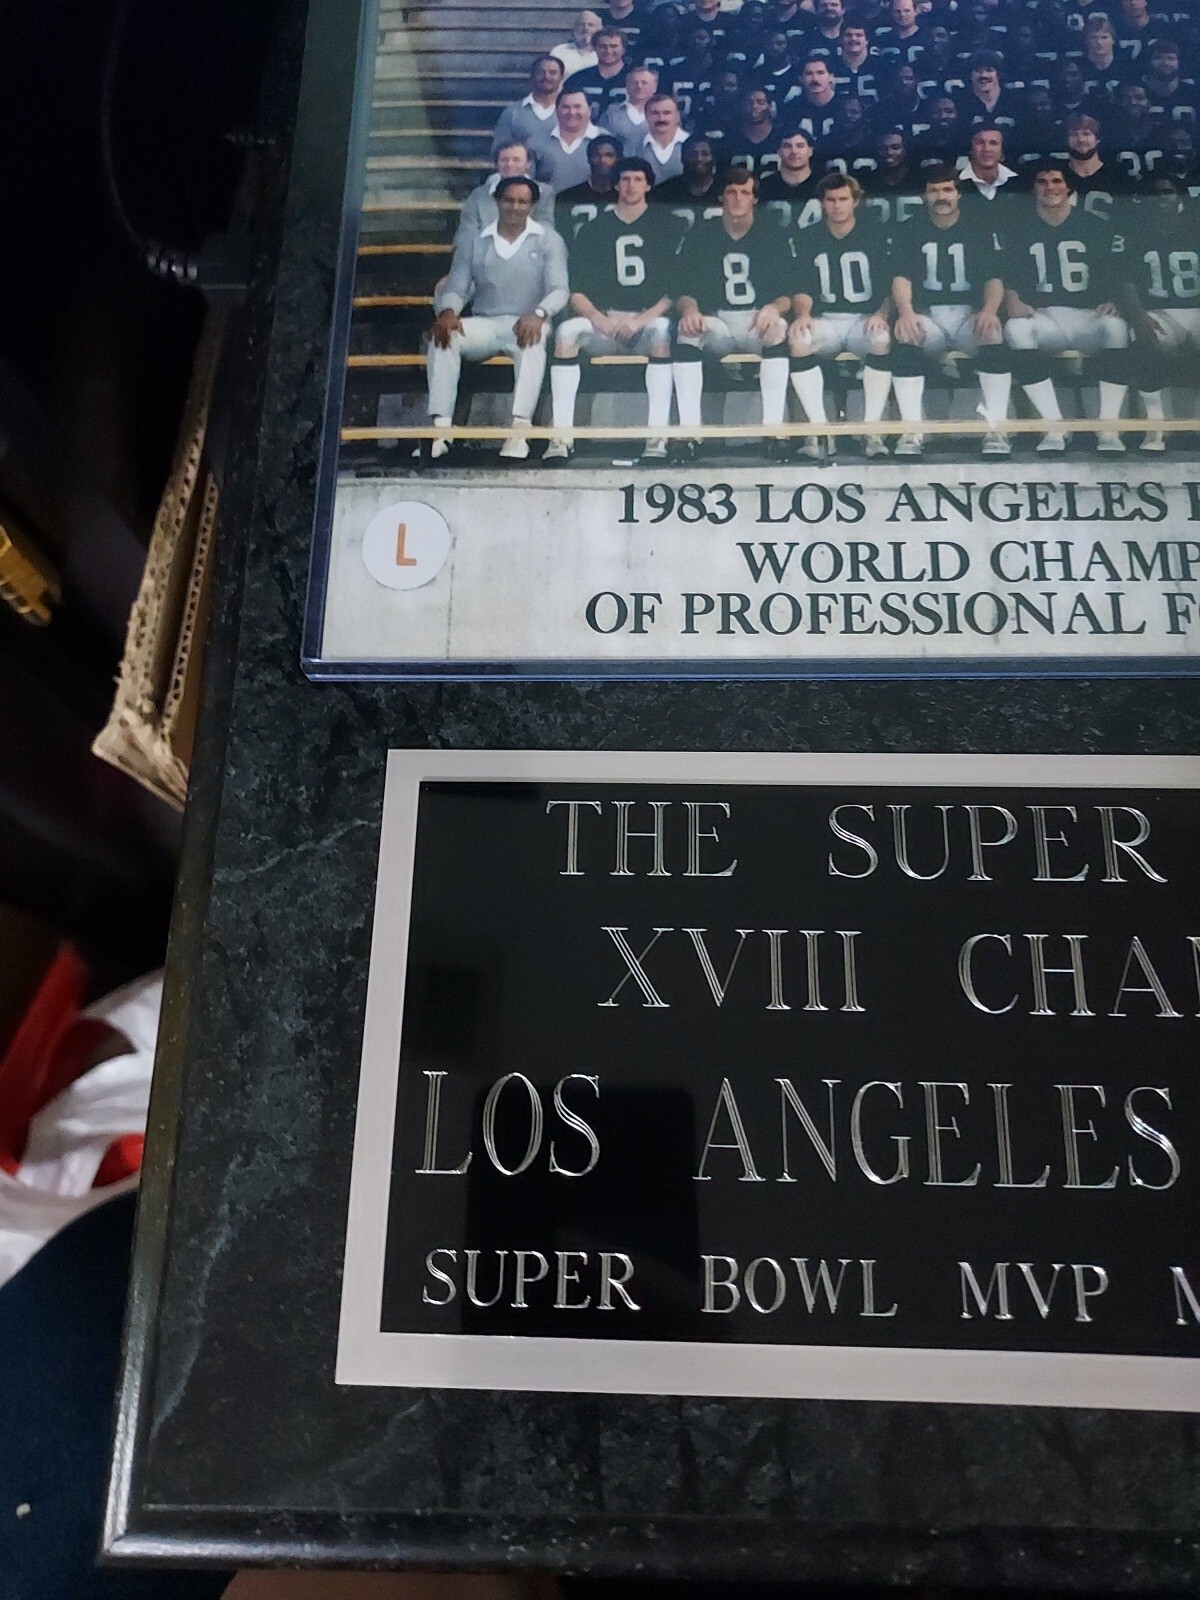 6 8 10 11 16 18
1983 LOS ANGELES
L
WORLD CHAMP
OF PROFESSIONAL F
THE SUPER
XVIII CHAM
LOS ANGELES
SUPER BOWL MVP M